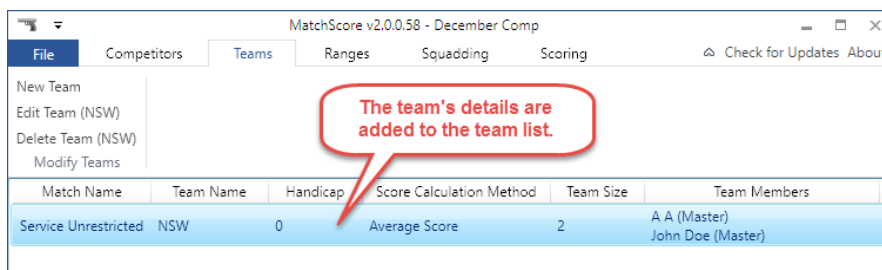 MatchScore v2.0.0.58 - December Comp
File Competitors Teams Ranges Squadding Scoring Check for Updates Abou
New Team
Edit Team (NSW)
Delete Team (NSW)
Modify Teams
The team's details are
added to the team list.
Match Name Team Name Handicap Score Calculation Method Team Size Team Members
Service Unrestricted NSW 0 Average Score 2 A A (Master)
John Doe (Master)